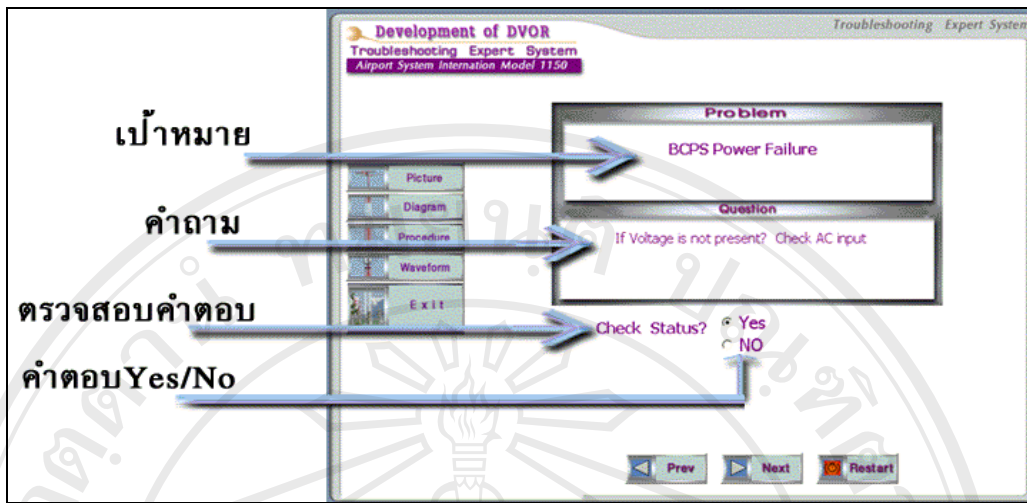 Development of DVOR
Troubleshooting Expert System
Troubleshooting Expert System
Airport System Internation Model 1150
Problem
เป้าหมาย
BCPS Power Failure
Picture
Diagram
Question
คำถาม
Procedure
If Voltage is not present? Check AC input
Waveform
Exit
ตรวจสอบคำตอบ
Check Status?
Yes
NO
คำตอบYes/No
Prev
Next
Restart